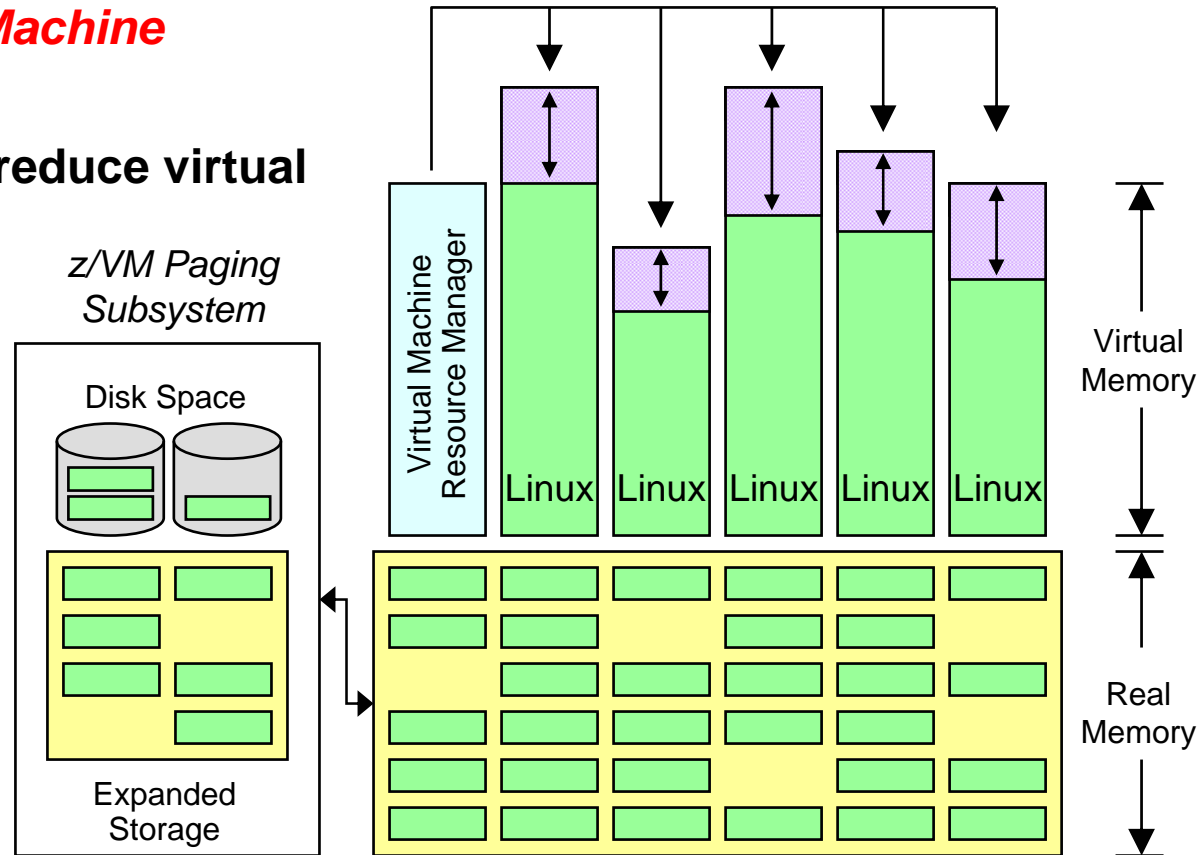 Machine
reduce virtual
z/VM Paging
Subsystem
Disk Space
Expanded
Storage
Virtual Machine
Resource Manager
Linux
Linux
Linux
Linux
Linux
Virtual
Memory
Real
Memory